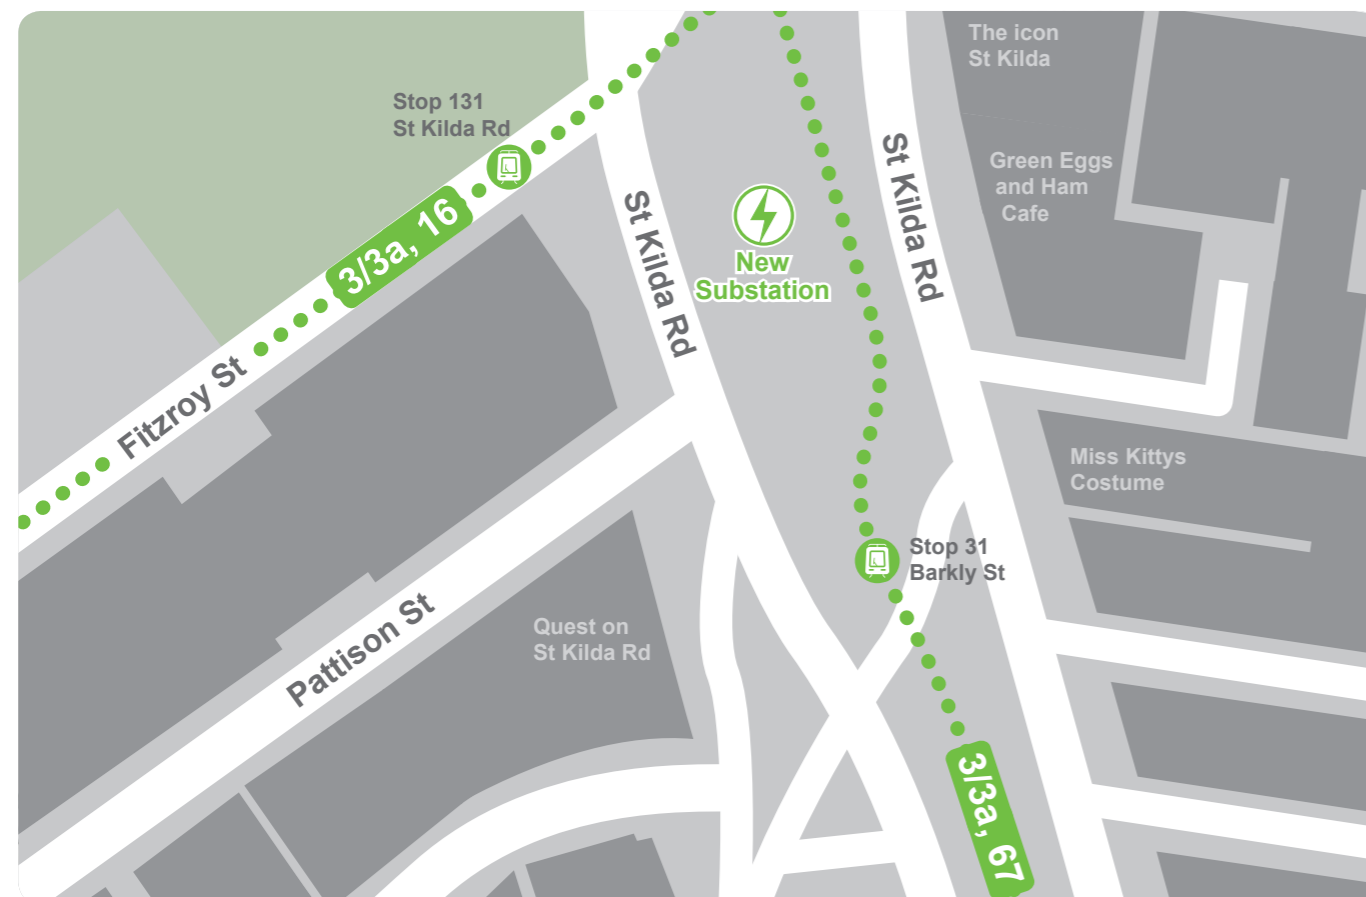 The icon
St Kilda
Stop 131
St Kilda Rd
Green Eggs
and Ham
Cafe
3/3a, 16
St Kilda Rd
St Kilda Rd
New
Substation
Fitzroy St
Miss Kittys
Costume
Stop 31
Barkly St
Pattison St
Quest on
St Kilda Rd
3/3a, 67